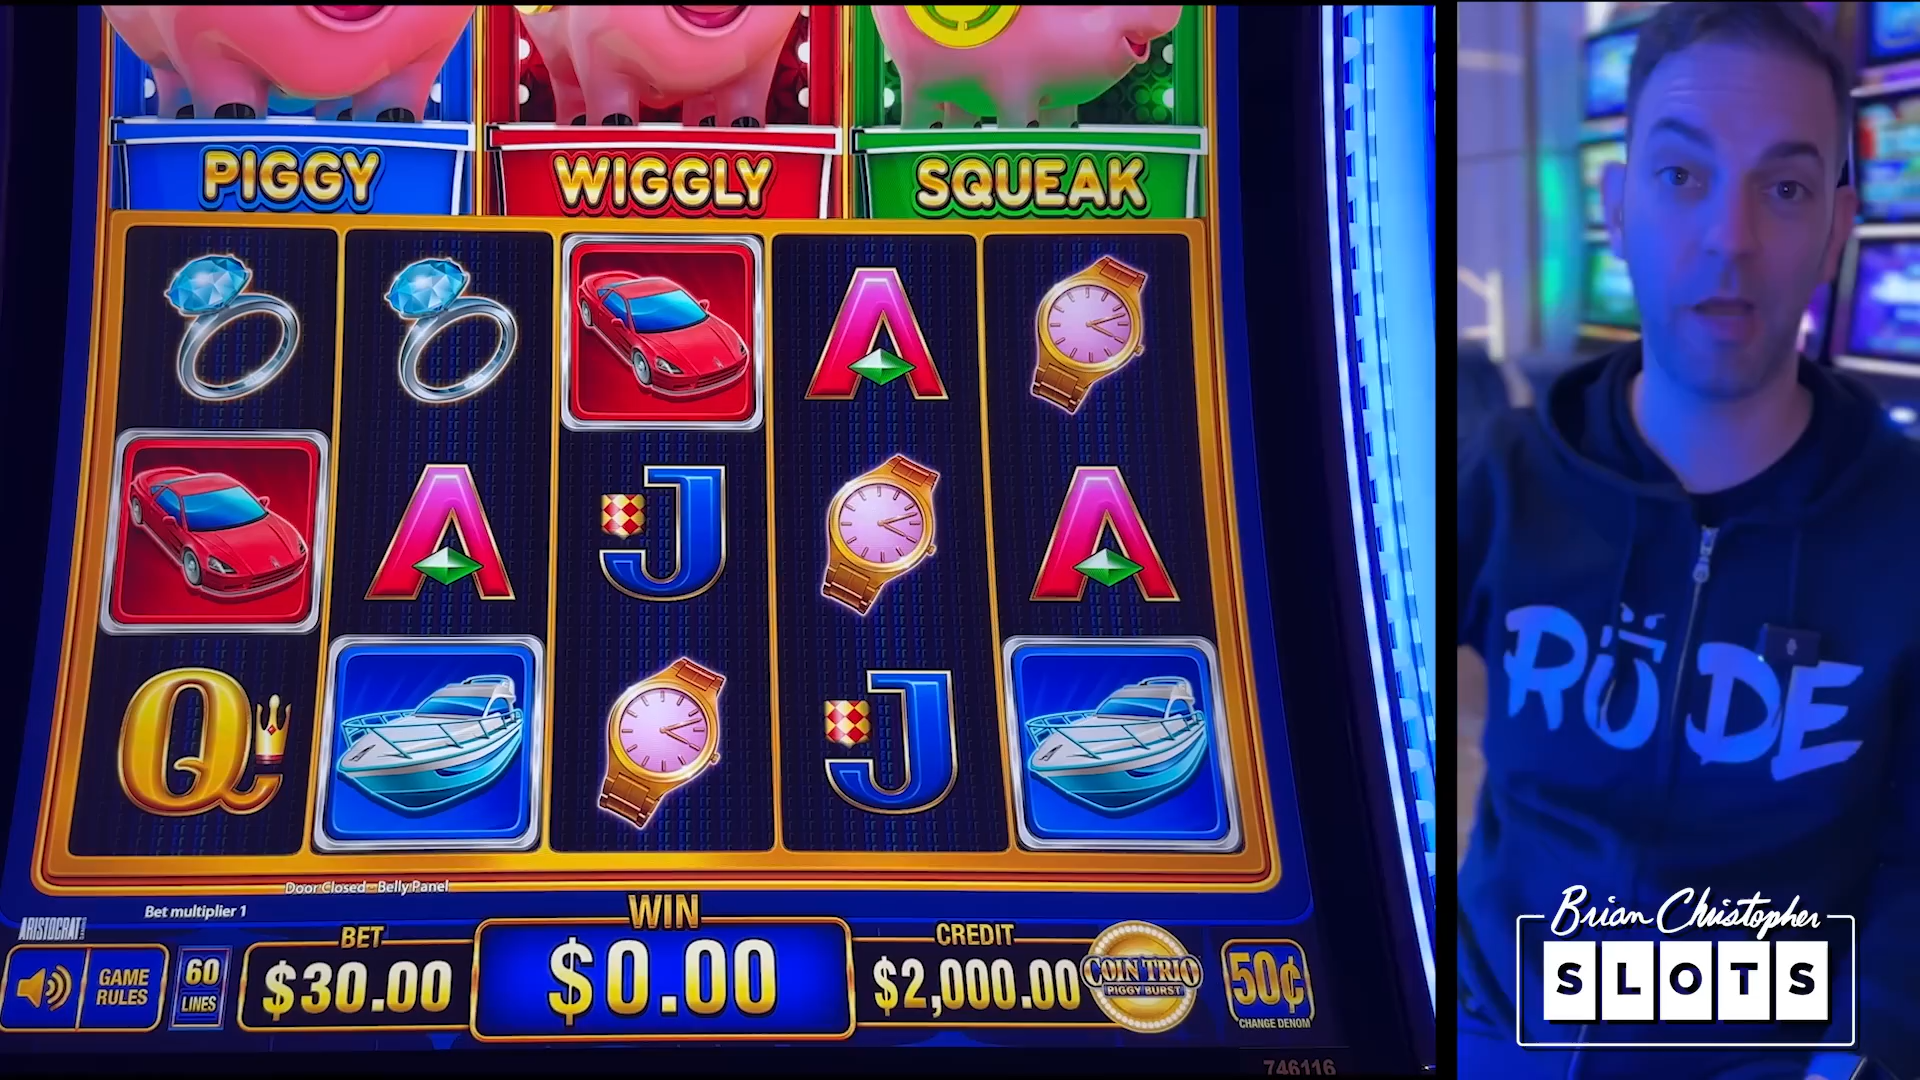 PIGGY
WIGGLY
SQUEAK
A
A
J
A
Q
J
Door Closed - Belly Panel
Bet multiplier 1
ARISTOCRAT
GAME
RULES
60
LINES
BET
$30.00
WIN
$0.00
CREDIT
$2,000.00
COIN TRIO
PIGGY BURST
50¢
CHANGE DENOM
746116
RÜDE
Brian Christopher
SLOTS